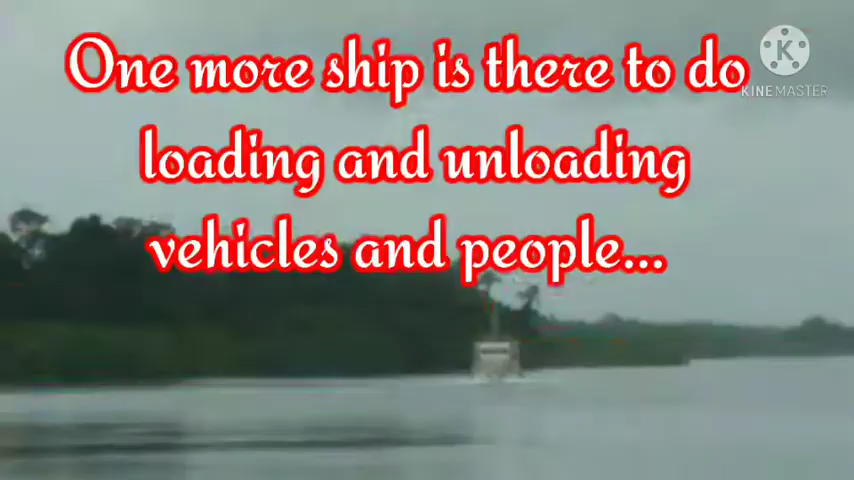 One more ship is there to do
loading and unloading
vehicles and people...
K
KINEMASTER